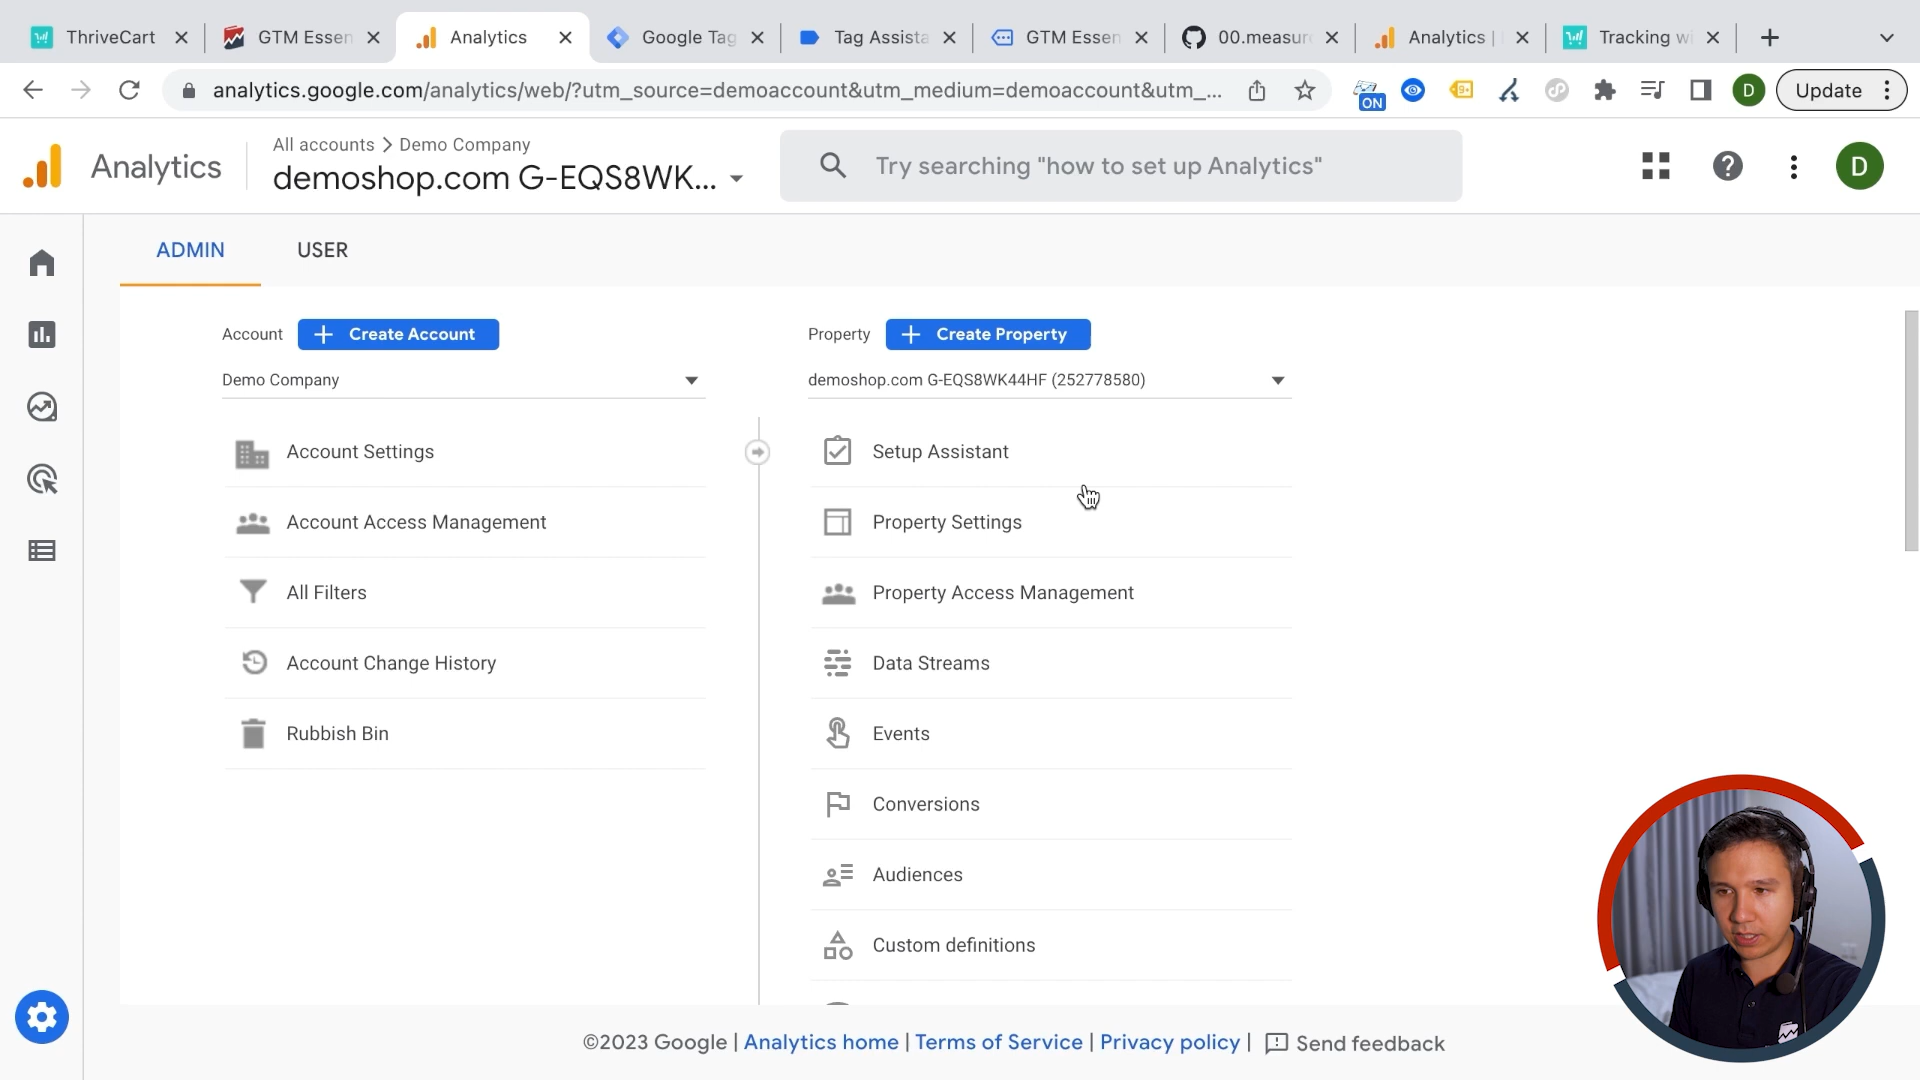 ThriveCart
GTM Essen
Analytics
Google Tag
Tag Assista
GTM Essen
00.measur
Analytics |
Tracking wi
analytics.google.com/analytics/web/?utm_source=demoaccount&utm_medium=demoaccount&utm_...
ON
9+
D
Update
Analytics
All accounts > Demo Company
demoshop.com G-EQS8WK...
Try searching "how to set up Analytics"
D
ADMIN
USER
Account
Create Account
Property
Create Property
Demo Company
demoshop.com G-EQS8WK44HF (252778580)
Account Settings
Setup Assistant
Account Access Management
Property Settings
All Filters
Property Access Management
Account Change History
Data Streams
Rubbish Bin
Events
Conversions
Audiences
Custom definitions
©2023 Google | Analytics home | Terms of Service | Privacy policy | Send feedback